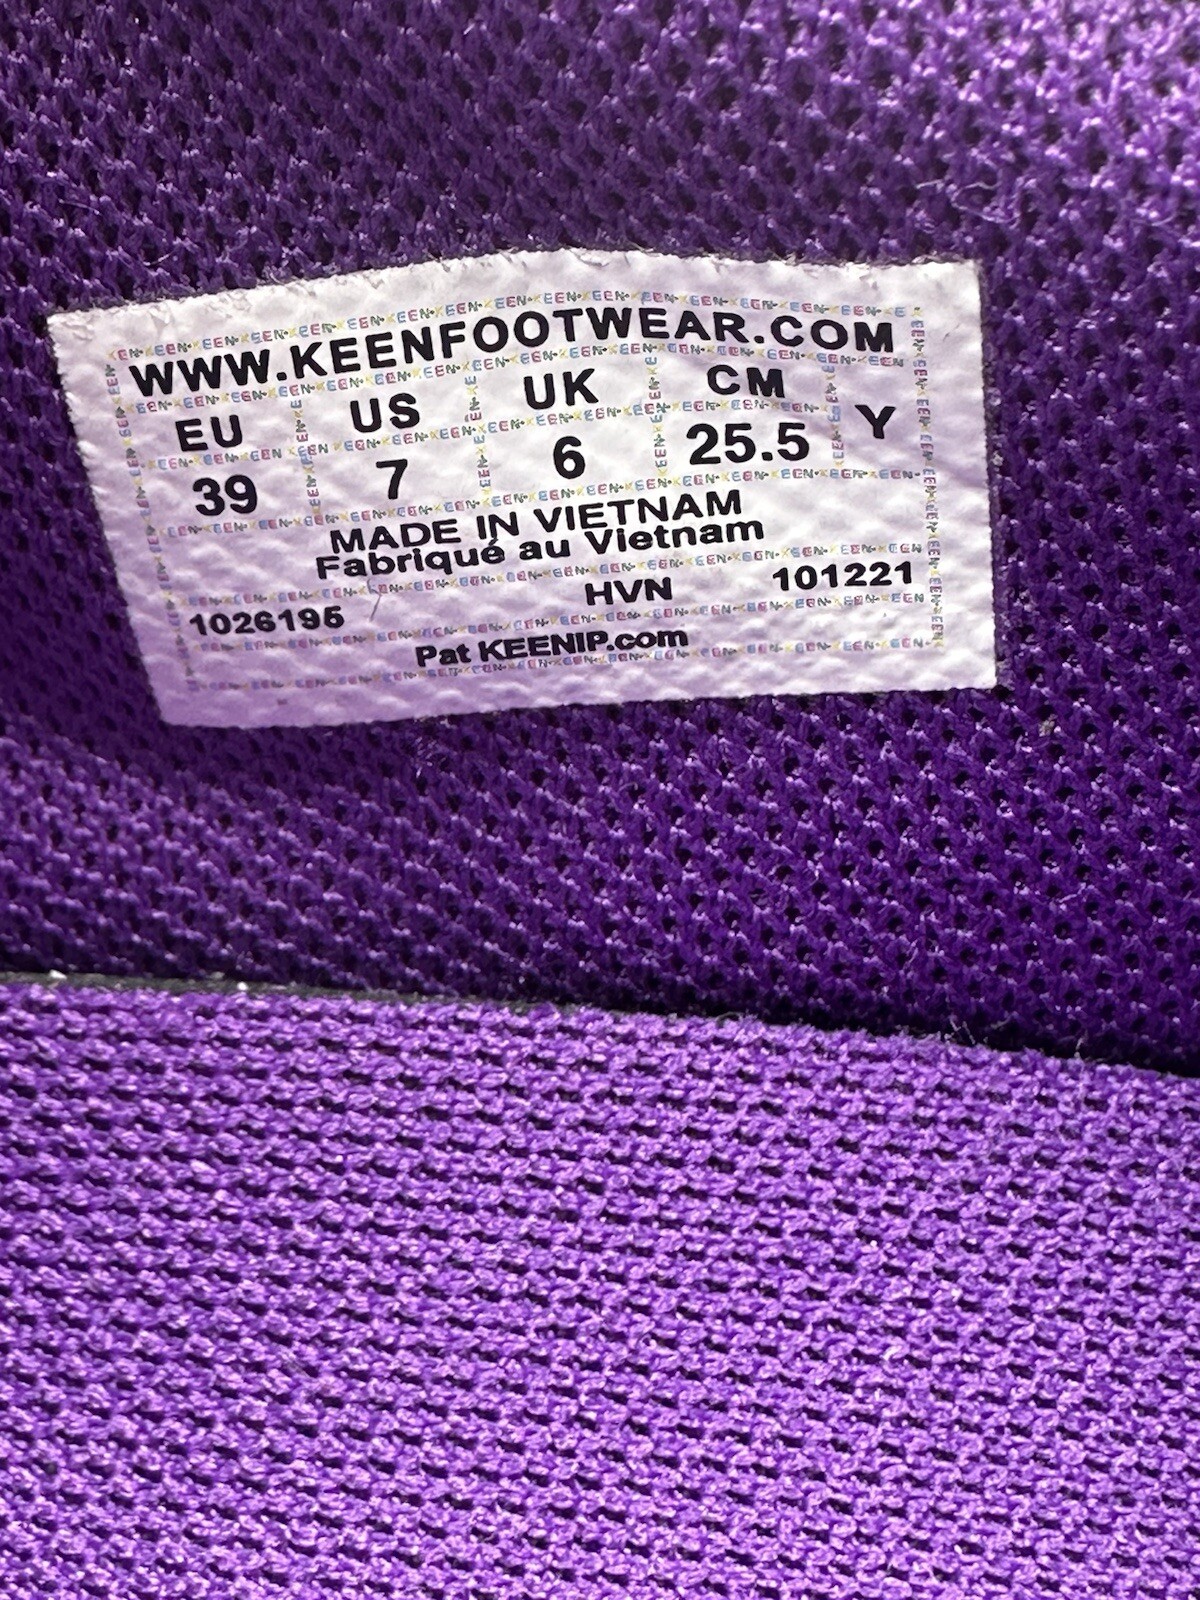 WWW.KEENFOOTWEAR.COM
EU US UK CM Y
39 7 6 25.5
MADE IN VIETNAM
Fabriqué au Vietnam
1026195 HVN 101221
Pat KEENIP.com